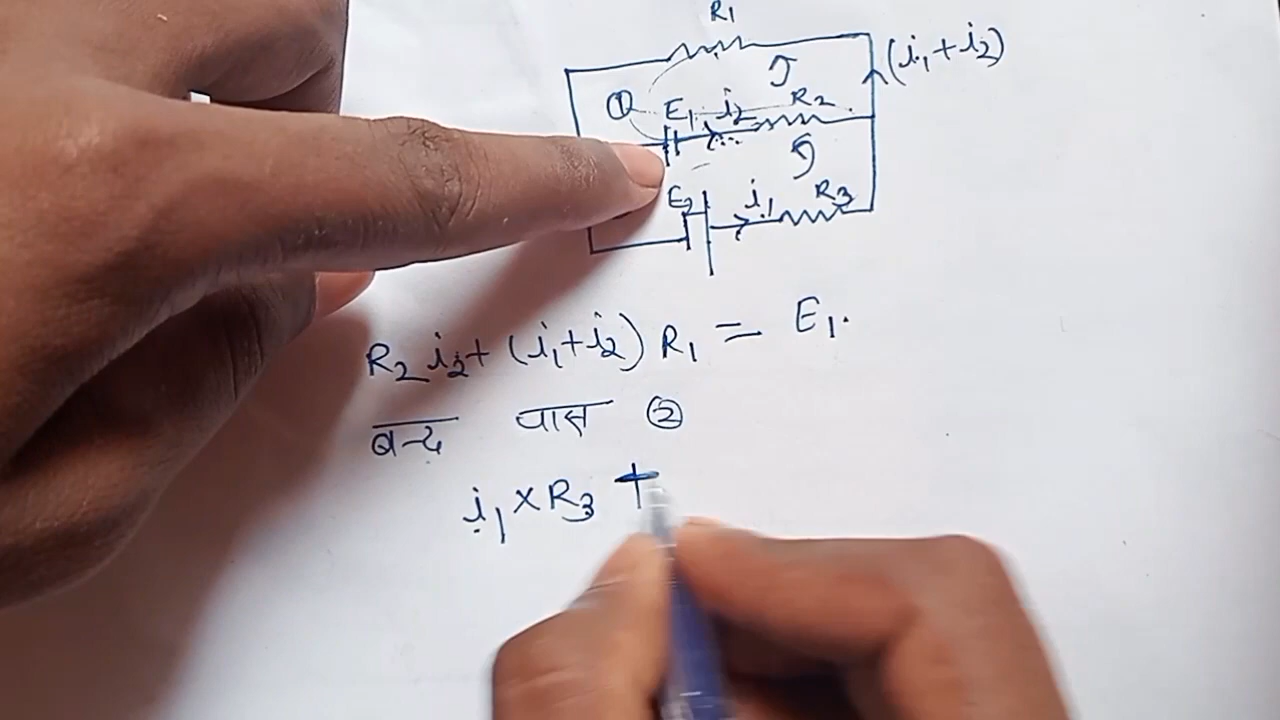 R₁
(i₁+i₂)
① E₁ i₂ R₂
E₂ i₁ R₃
R₂ i₂ + (i₁+i₂) R₁ = E₁.
बन्द पास ②
i₁ × R₃ +